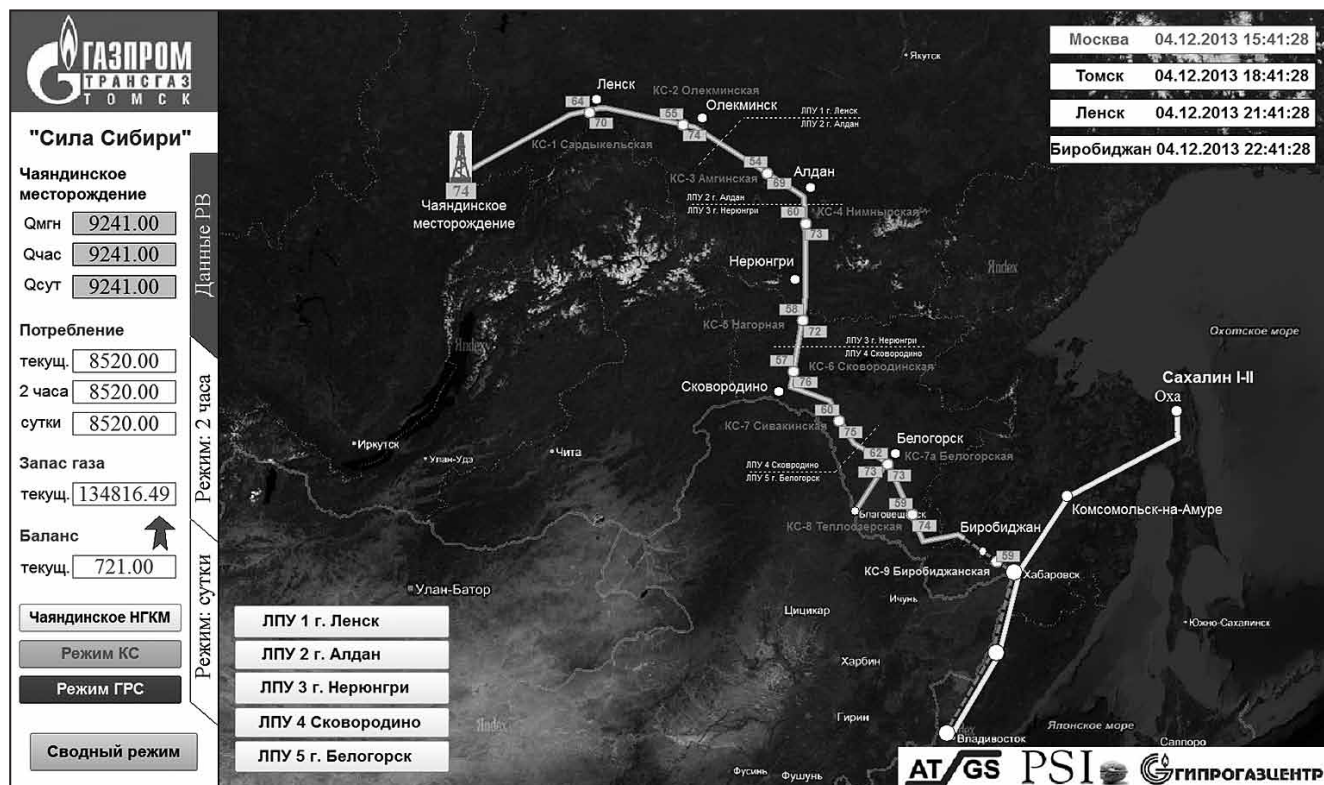 ГАЗПРОМ
ТРАНСГАЗ
ТОМСК
"Сила Сибири"
Чаяндинское
месторождение
Qмгн 9241.00
Qчас 9241.00
Qсут 9241.00
Потребление
текущ. 8520.00
2 часа 8520.00
сутки 8520.00
Запас газа
текущ. 134816.49
Баланс
текущ. 721.00
Чаяндинское НГКМ
Режим КС
Режим ГРС
Сводный режим
Данные РВ
Режим: 2 часа
Режим: сутки
Москва 04.12.2013 15:41:28
Томск 04.12.2013 18:41:28
Ленск 04.12.2013 21:41:28
Биробиджан 04.12.2013 22:41:28
Якутск
Ленск
64
70
КС-1 Сардыкельская
КС-2 Олекминская
Олекминск
55
74
ЛПУ 1 г. Ленск
ЛПУ 2 г. Алдан
74
Чаяндинское
месторождение
54
КС-3 Амгинская
69
Алдан
ЛПУ 2 г. Алдан
ЛПУ 3 г. Нерюнгри
60
КС-4 Нимнырская
73
Нерюнгри
Яndex
58
КС-5 Нагорная
72
Яndex
ЛПУ 3 г. Нерюнгри
ЛПУ 4 Сковородино
57
КС-6 Сковородинская
76
Сковородино
60
КС-7 Сивакинская
75
Охотское море
Сахалин I-II
Оха
Иркутск
Улан-Удэ
Чита
Белогорск
62
КС-7а Белогорская
ЛПУ 4 Сковродино
ЛПУ 5 г. Белогорск
73
73
59
Благовещенск
КС-8 Теплоозерская
74
Биробиджан
Комсомольск-на-Амуре
59
КС-9 Биробиджанская
Хабаровск
Улан-Батор
Ичунь
Цицикар
Южно-Сахалинск
Харбин
Гирин
Яndex
Владивосток
Японское море
Саппоро
Фусинь
Фушунь
ЛПУ 1 г. Ленск
ЛПУ 2 г. Алдан
ЛПУ 3 г. Нерюнгри
ЛПУ 4 Сковородино
ЛПУ 5 г. Белогорск
AT/GS PSI ГИПРОГАЗЦЕНТР